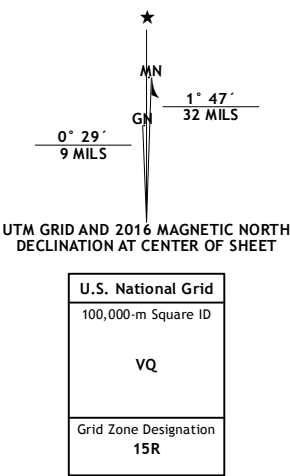 ★
MN
1° 47´
32 MILS
GN
0° 29´
9 MILS
UTM GRID AND 2016 MAGNETIC NORTH
DECLINATION AT CENTER OF SHEET
U.S. National Grid
100,000-m Square ID
VQ
Grid Zone Designation
15R